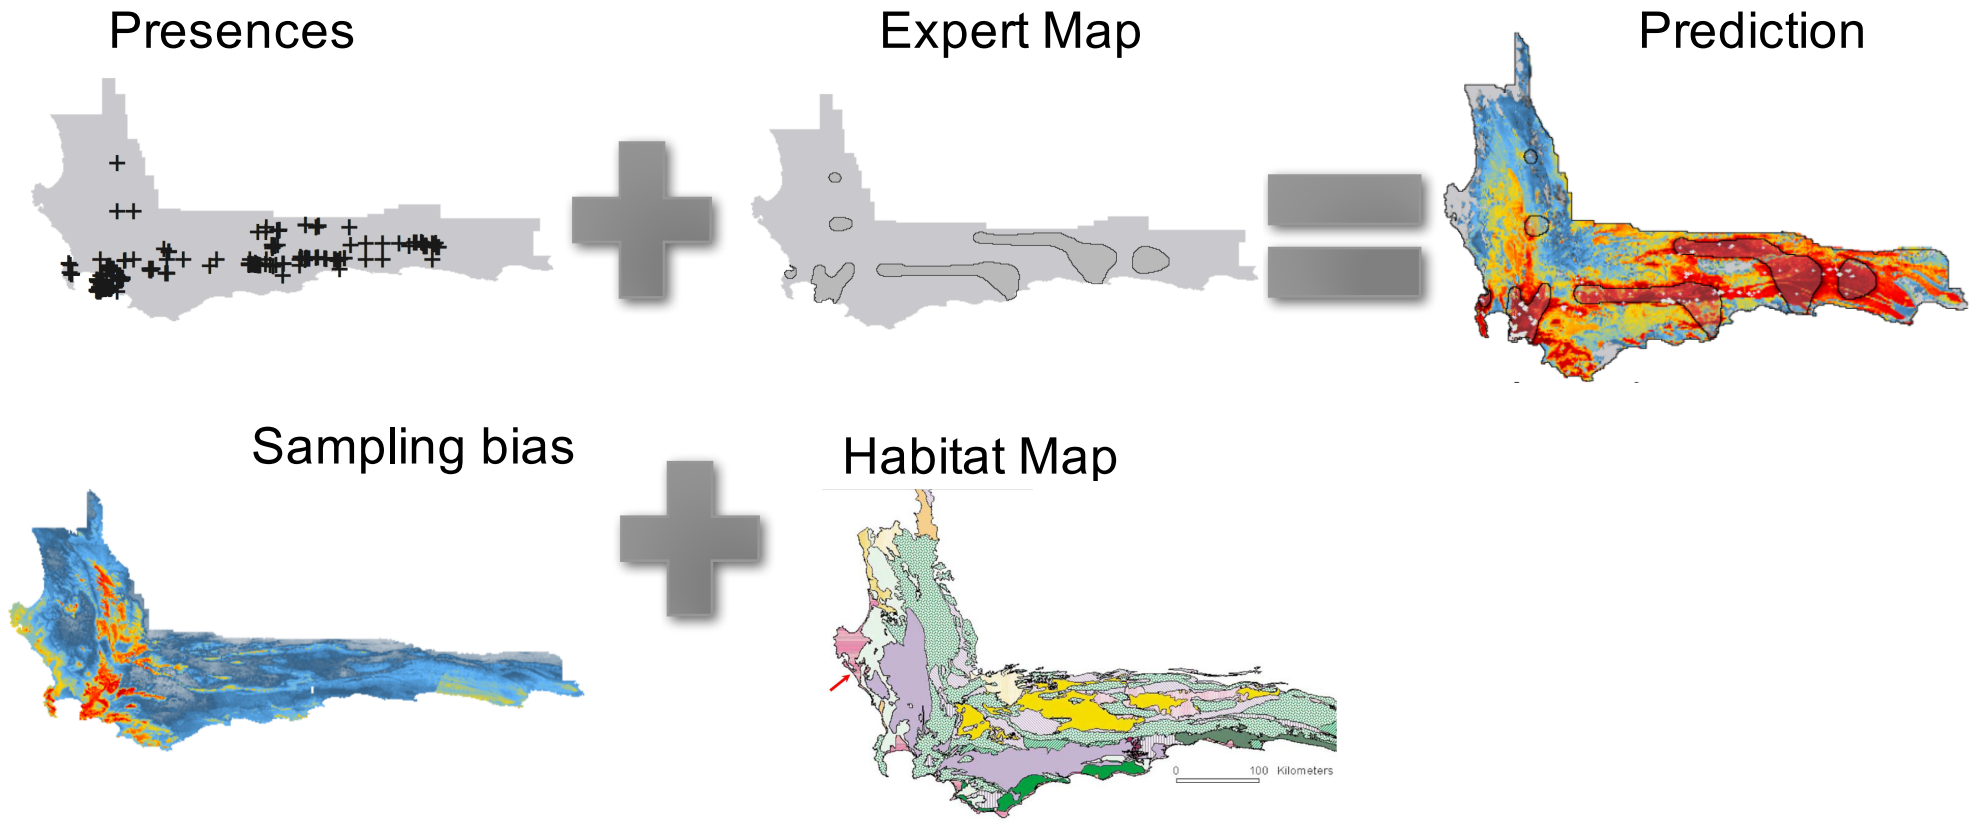 Presences
Expert Map
Prediction
Sampling bias
Habitat Map
0 100 Kilometers